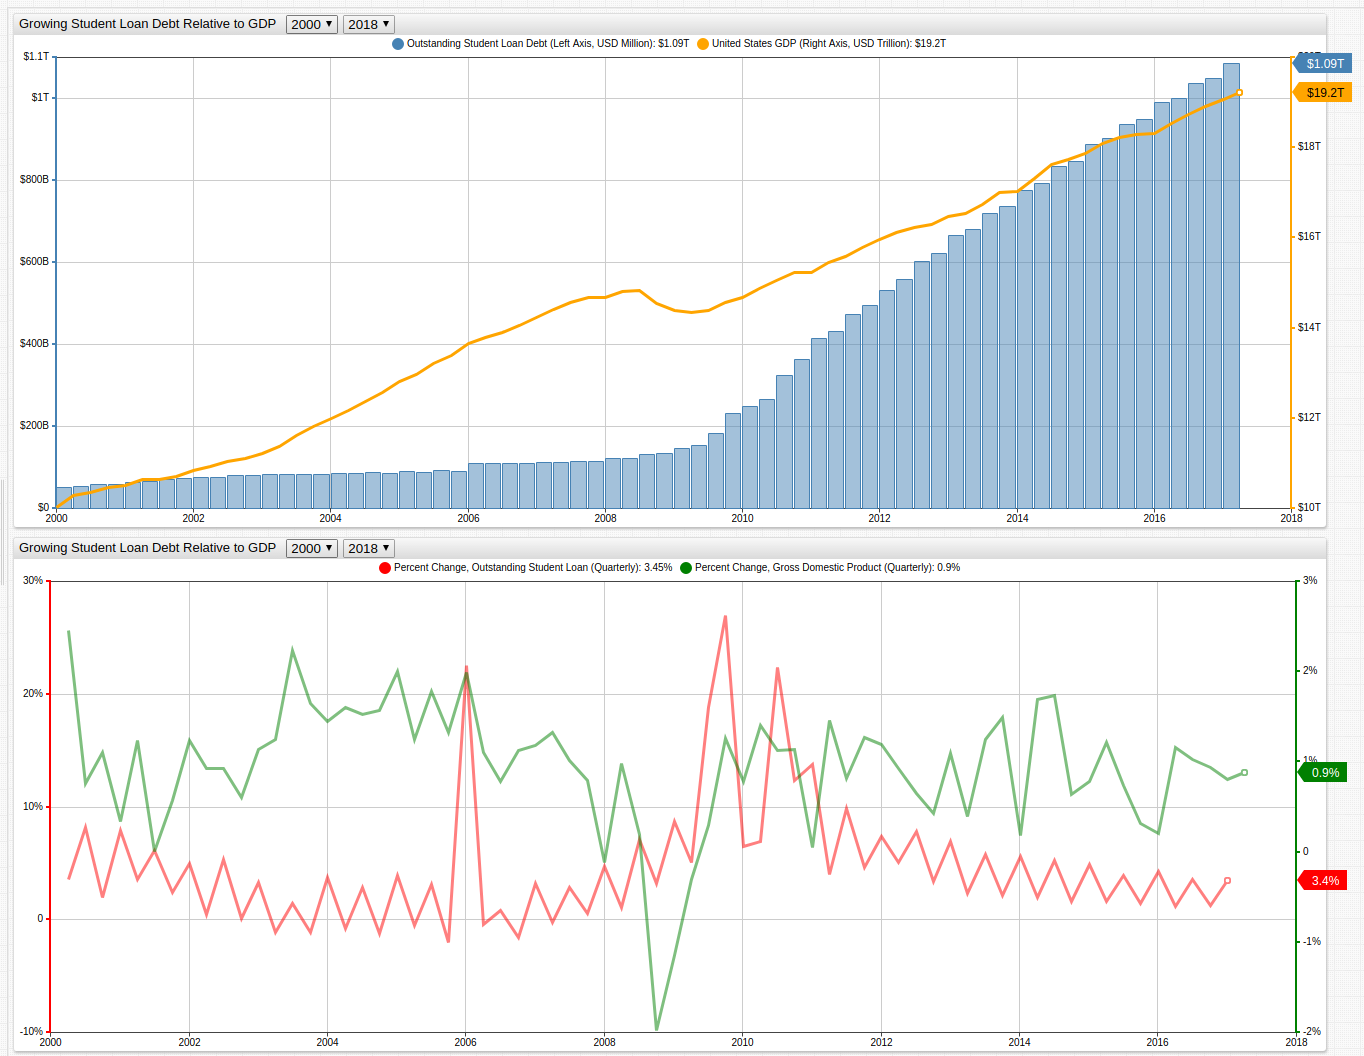 Growing Student Loan Debt Relative to GDP 2000 ▼ 2018 ▼
Outstanding Student Loan Debt (Left Axis, USD Million): $1.09T United States GDP (Right Axis, USD Trillion): $19.2T
$1.1T
$1.09T
$19.2T
$1T
$18T
$800B
$16T
$600B
$14T
$400B
$12T
$200B
$0 $10T
2000 2002 2004 2006 2008 2010 2012 2014 2016 2018
Growing Student Loan Debt Relative to GDP 2000 ▼ 2018 ▼
Percent Change, Outstanding Student Loan (Quarterly): 3.45% Percent Change, Gross Domestic Product (Quarterly): 0.9%
30% 3%
2%
20%
1%
0.9%
10%
0
3.4%
0
-1%
-10% -2%
2000 2002 2004 2006 2008 2010 2012 2014 2016 2018